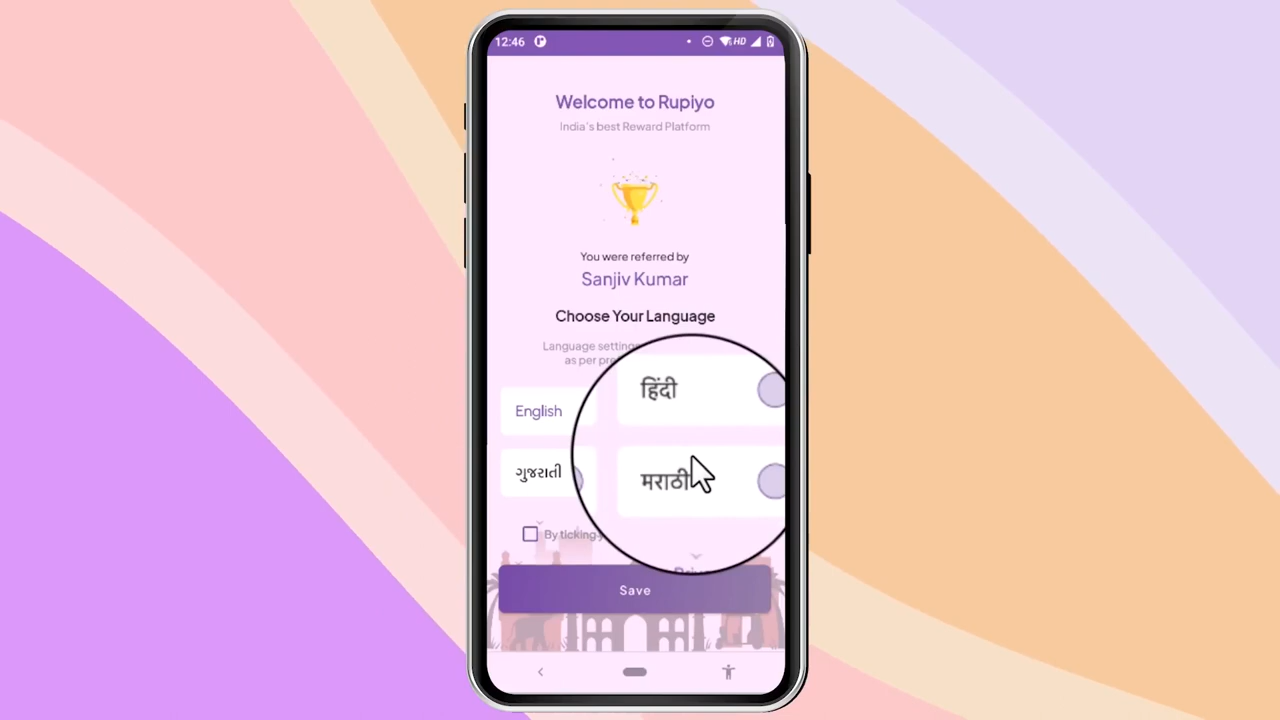 12:46
HD
Welcome to Rupiyo
India's best Reward Platform
You were referred by
Sanjiv Kumar
Choose Your Language
Language setting
as per
English
हिंदी
ગુજરાતી
मराठी
By ticking
Save